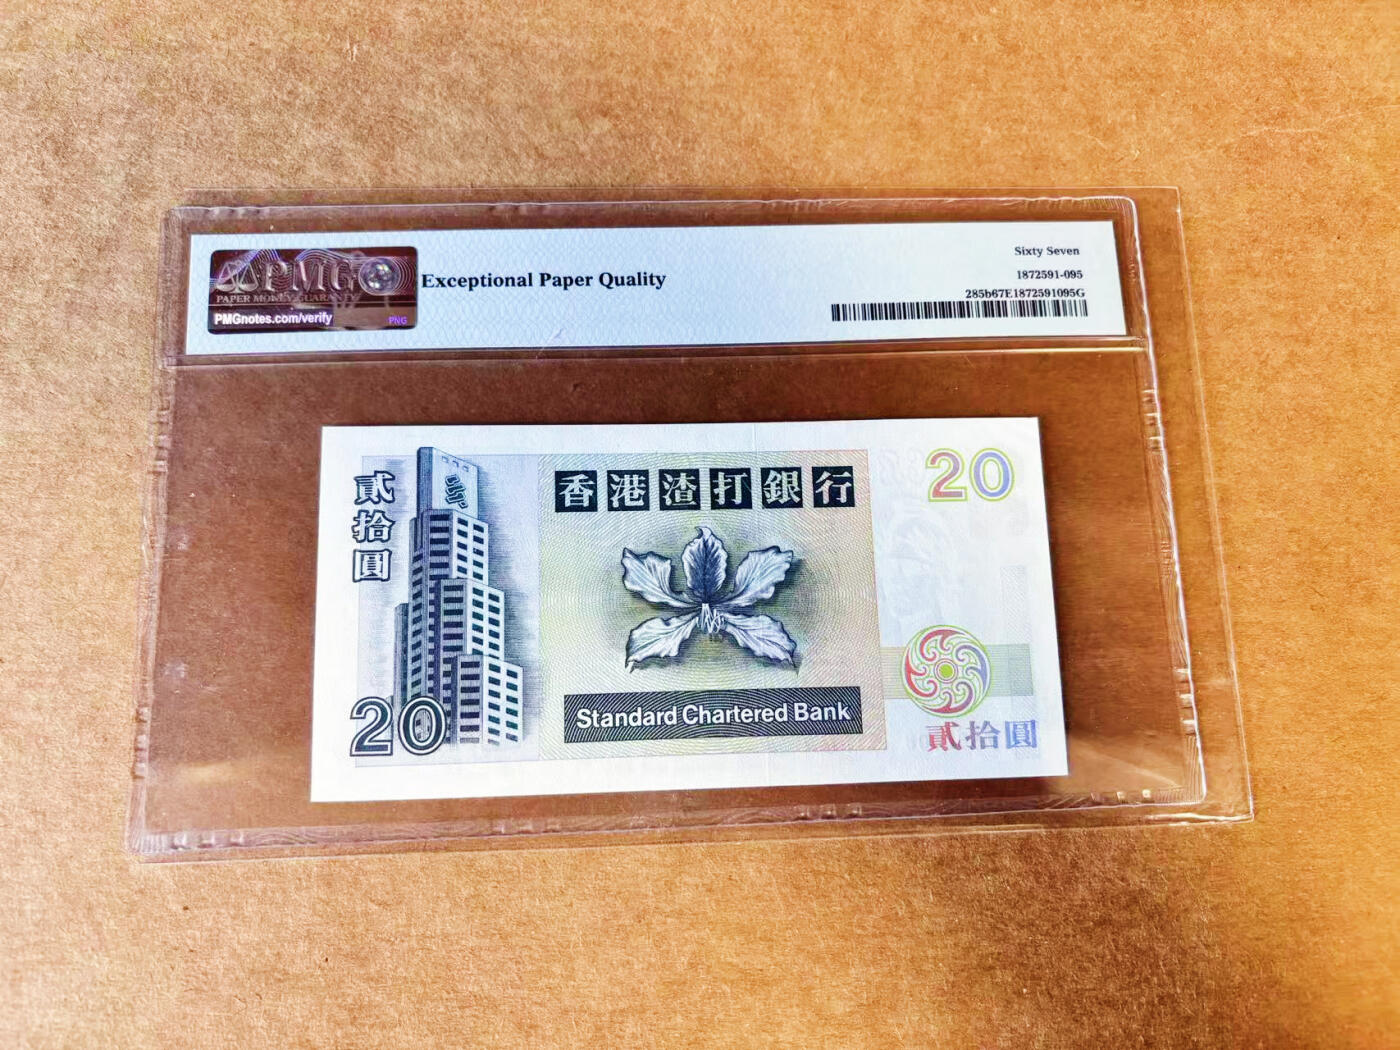 PMG
PAPER MONEY GUARANTY
PMGnotes.com/verify
PNG
Exceptional Paper Quality
Sixty Seven
1872591-095
285b67E1872591095G
貳拾圓
香港渣打銀行
20
Standard Chartered Bank
20
貳拾圓